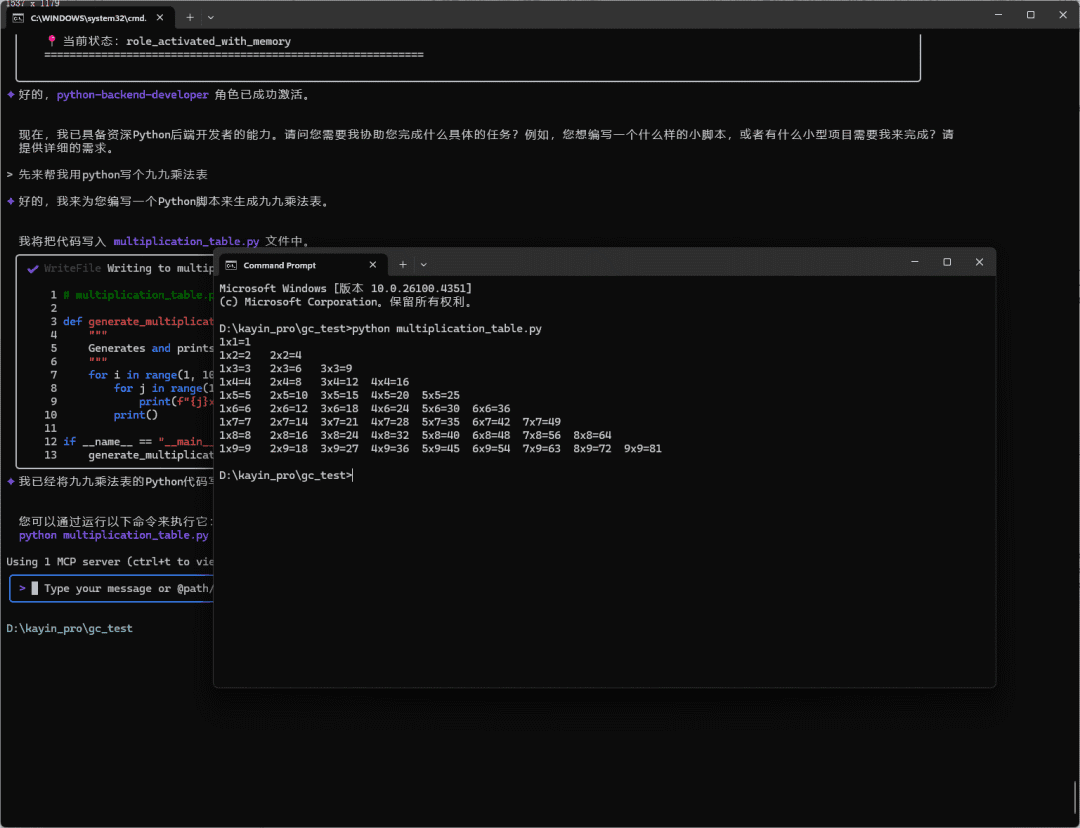 1537 x 1179
C:\WINDOWS\system32\cmd.
当前状态: role_activated_with_memory
============================================================
✦ 好的，python-backend-developer 角色已成功激活。
现在，我已具备资深Python后端开发者的能力。请问您需要我协助您完成什么具体的任务？例如，您想编写一个什么样的小脚本，或者有什么小型项目需要我来完成？请
提供详细的需求。
> 先来帮我用python写个九九乘法表
✦ 好的，我来为您编写一个Python脚本来生成九九乘法表。
我将把代码写入 multiplication_table.py 文件中。
✔ WriteFile Writing to multip
1 # multiplication_table.p
2
3 def generate_multiplicat
4 """
5 Generates and prints
6 """
7 for i in range(1, 10
8 for j in range(1
9 print(f"{j}x
10 print()
11
12 if __name__ == "__main__
13 generate_multiplicat
✦ 我已经将九九乘法表的Python代码写
您可以通过运行以下命令来执行它:
python multiplication_table.py
Using 1 MCP server (ctrl+t to vie
> Type your message or @path/
D:\kayin_pro\gc_test
Command Prompt
Microsoft Windows [版本 10.0.26100.4351]
(c) Microsoft Corporation。保留所有权利。
D:\kayin_pro\gc_test>python multiplication_table.py
1x1=1
1x2=2 2x2=4
1x3=3 2x3=6 3x3=9
1x4=4 2x4=8 3x4=12 4x4=16
1x5=5 2x5=10 3x5=15 4x5=20 5x5=25
1x6=6 2x6=12 3x6=18 4x6=24 5x6=30 6x6=36
1x7=7 2x7=14 3x7=21 4x7=28 5x7=35 6x7=42 7x7=49
1x8=8 2x8=16 3x8=24 4x8=32 5x8=40 6x8=48 7x8=56 8x8=64
1x9=9 2x9=18 3x9=27 4x9=36 5x9=45 6x9=54 7x9=63 8x9=72 9x9=81
D:\kayin_pro\gc_test>